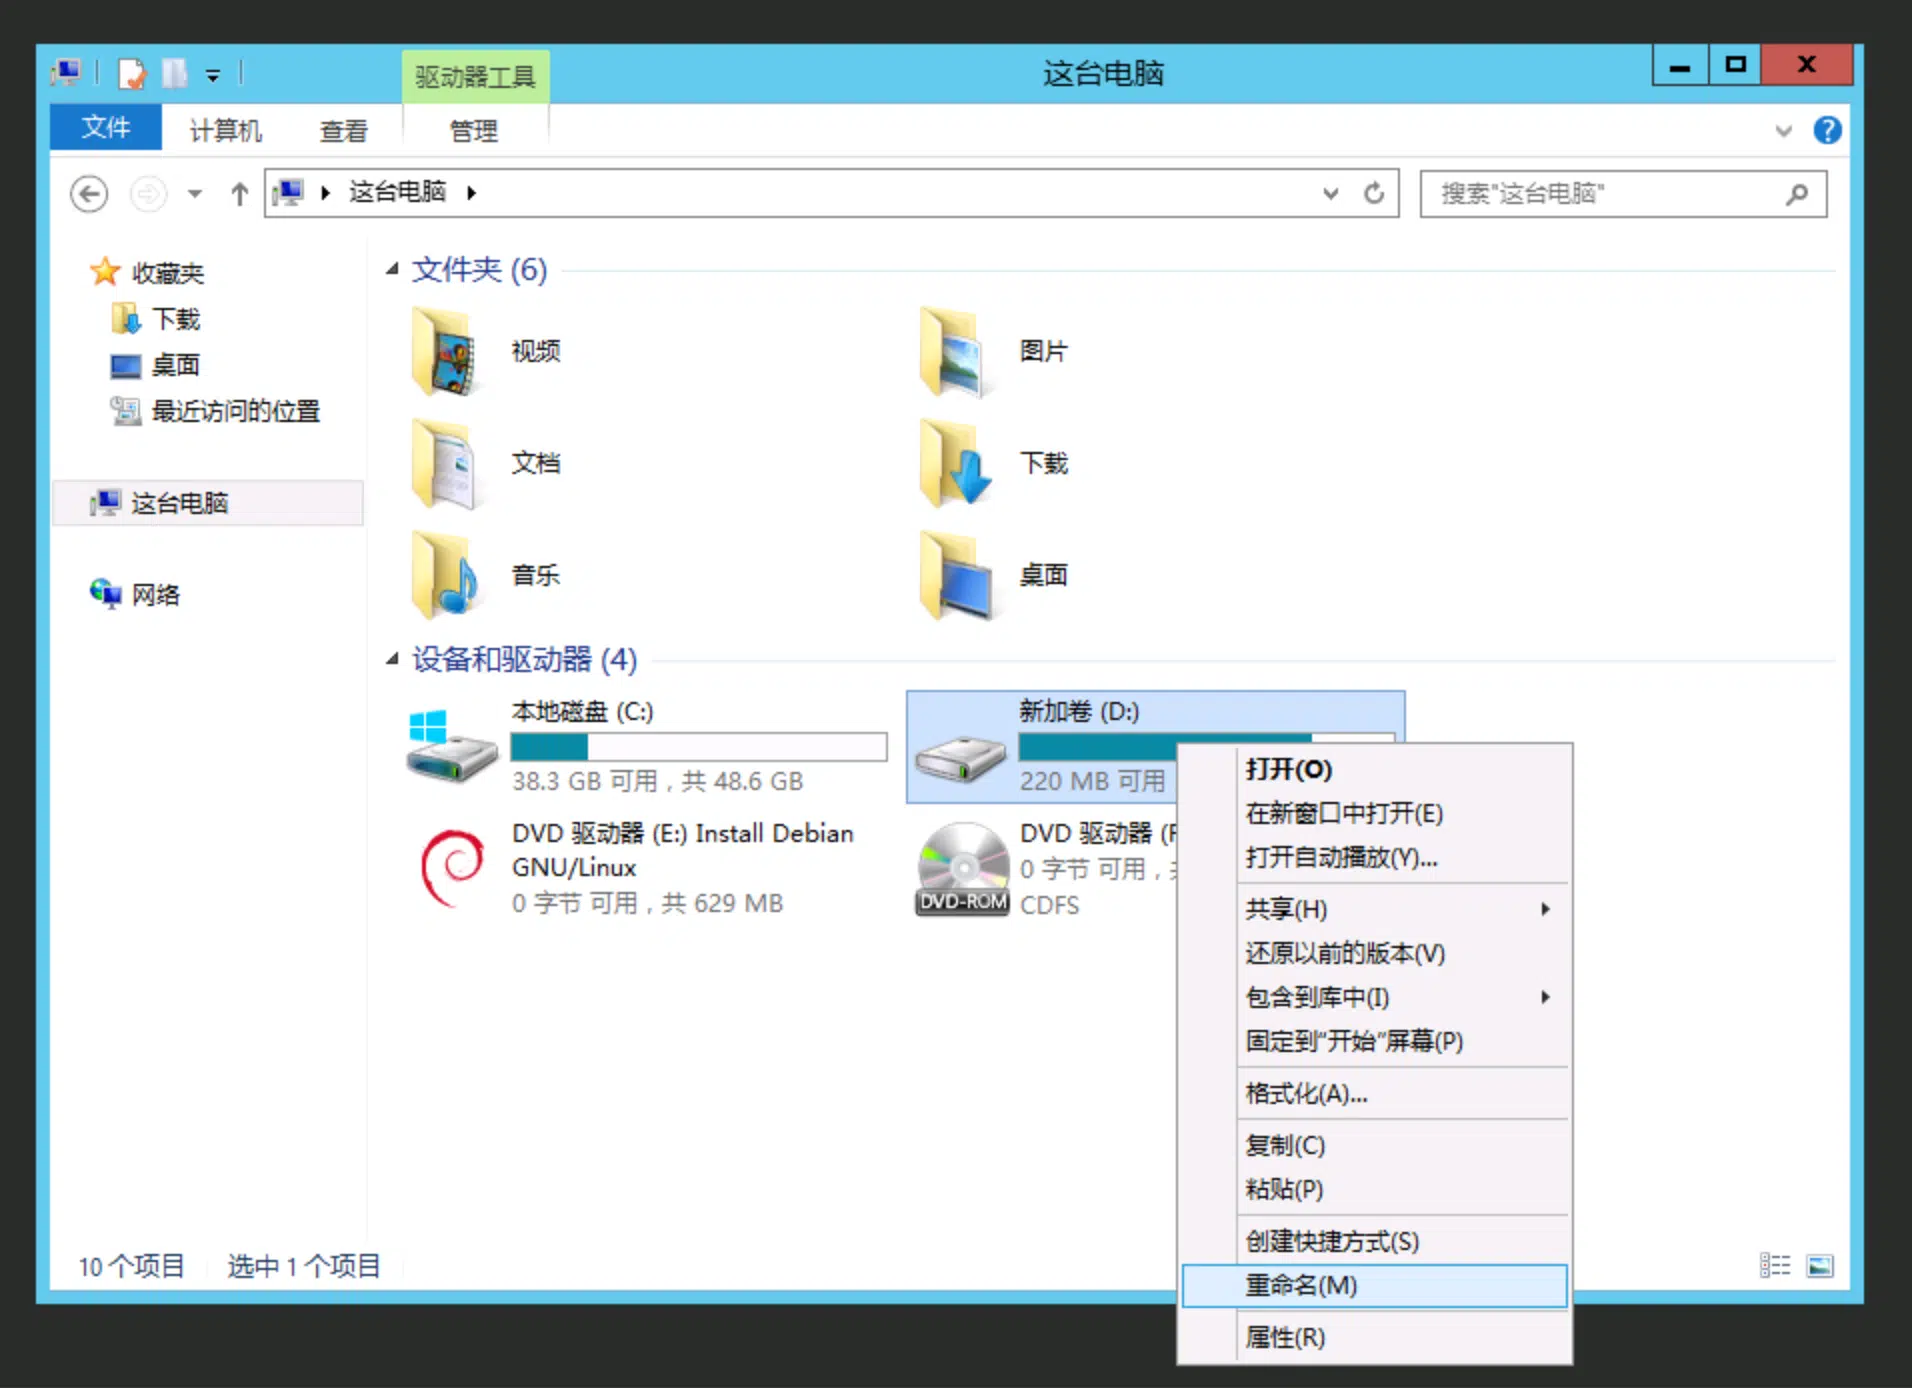 驱动器工具
这台电脑
文件
计算机
查看
管理
这台电脑
搜索"这台电脑"
收藏夹
下载
桌面
最近访问的位置
这台电脑
网络
文件夹 (6)
视频
图片
文档
下载
音乐
桌面
设备和驱动器 (4)
本地磁盘 (C:)
38.3 GB 可用，共 48.6 GB
新加卷 (D:)
220 MB 可用
DVD 驱动器 (E:) Install Debian
GNU/Linux
0 字节 可用，共 629 MB
DVD-ROM
DVD 驱动器 (F
0 字节 可用，
CDFS
打开(O)
在新窗口中打开(E)
打开自动播放(Y)...
共享(H)
还原以前的版本(V)
包含到库中(I)
固定到"开始"屏幕(P)
格式化(A)...
复制(C)
粘贴(P)
创建快捷方式(S)
重命名(M)
属性(R)
10 个项目
选中 1 个项目